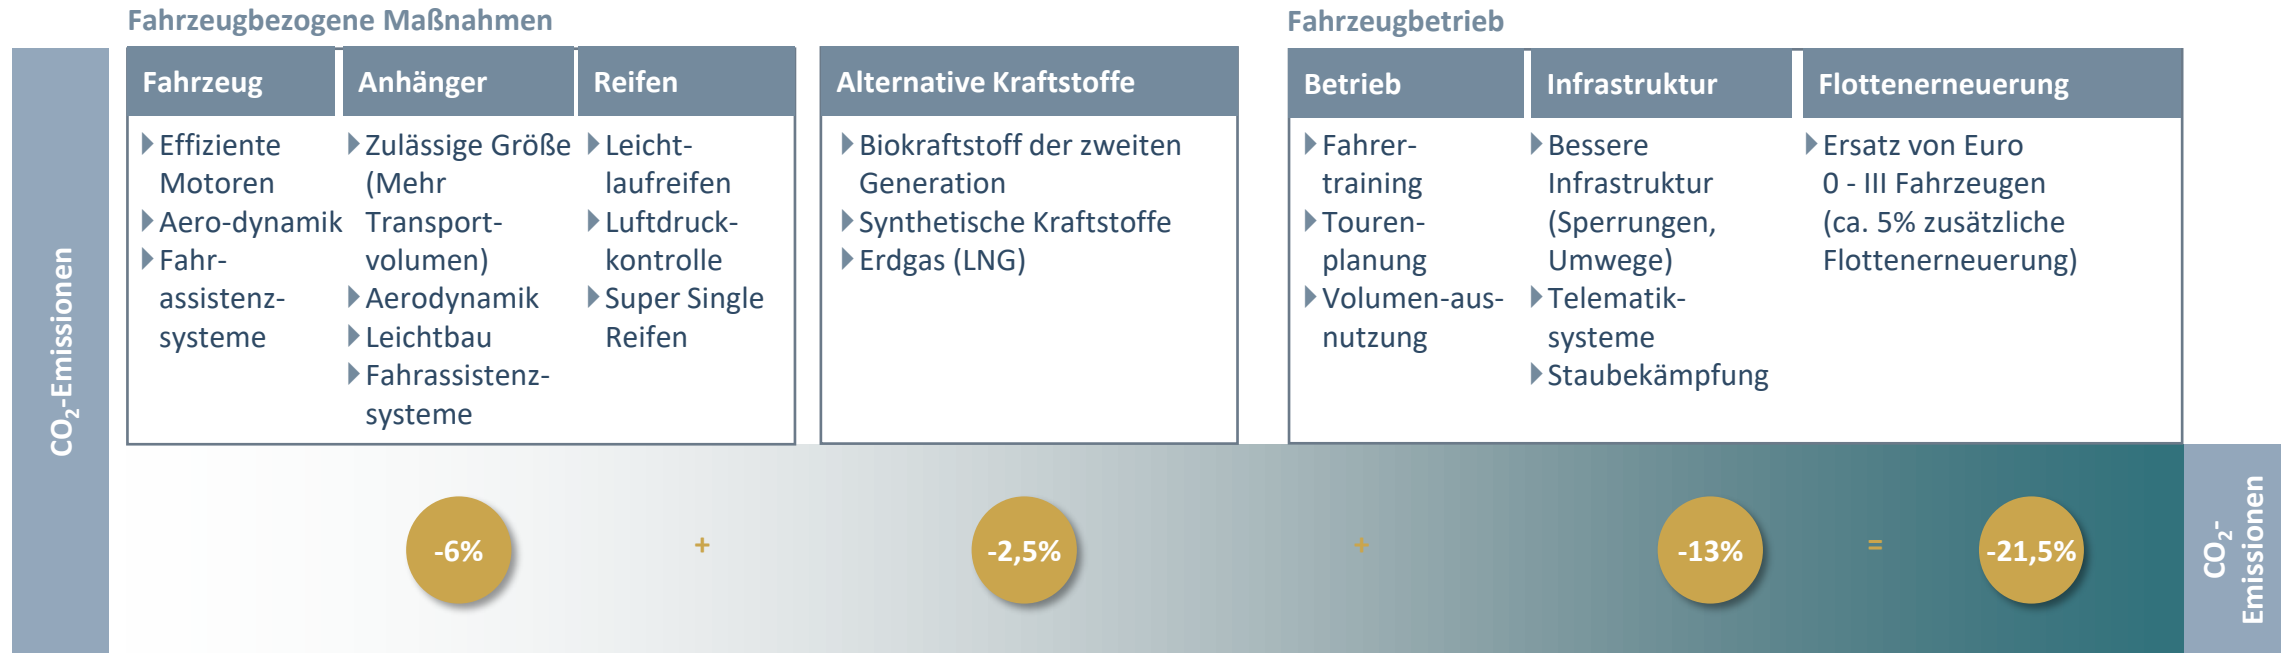 Fahrzeugbezogene Maßnahmen
Fahrzeugbetrieb
CO₂-Emissionen
Fahrzeug
Effiziente
Motoren
Aero-dynamik
Fahr-
assistenz-
systeme
Anhänger
Zulässige Größe
(Mehr
Transport-
volumen)
Aerodynamik
Leichtbau
Fahrassistenz-
systeme
Reifen
Leicht-
laufreifen
Luftdruck-
kontrolle
Super Single
Reifen
Alternative Kraftstoffe
Biokraftstoff der zweiten
Generation
Synthetische Kraftstoffe
Erdgas (LNG)
Betrieb
Fahrer-
training
Touren-
planung
Volumen-aus-
nutzung
Infrastruktur
Bessere
Infrastruktur
(Sperrungen,
Umwege)
Telematik-
systeme
Staubekämpfung
Flottenerneuerung
Ersatz von Euro
0 - III Fahrzeugen
(ca. 5% zusätzliche
Flottenerneuerung)
-6% + -2,5% + -13% = -21,5%
CO₂-
Emissionen